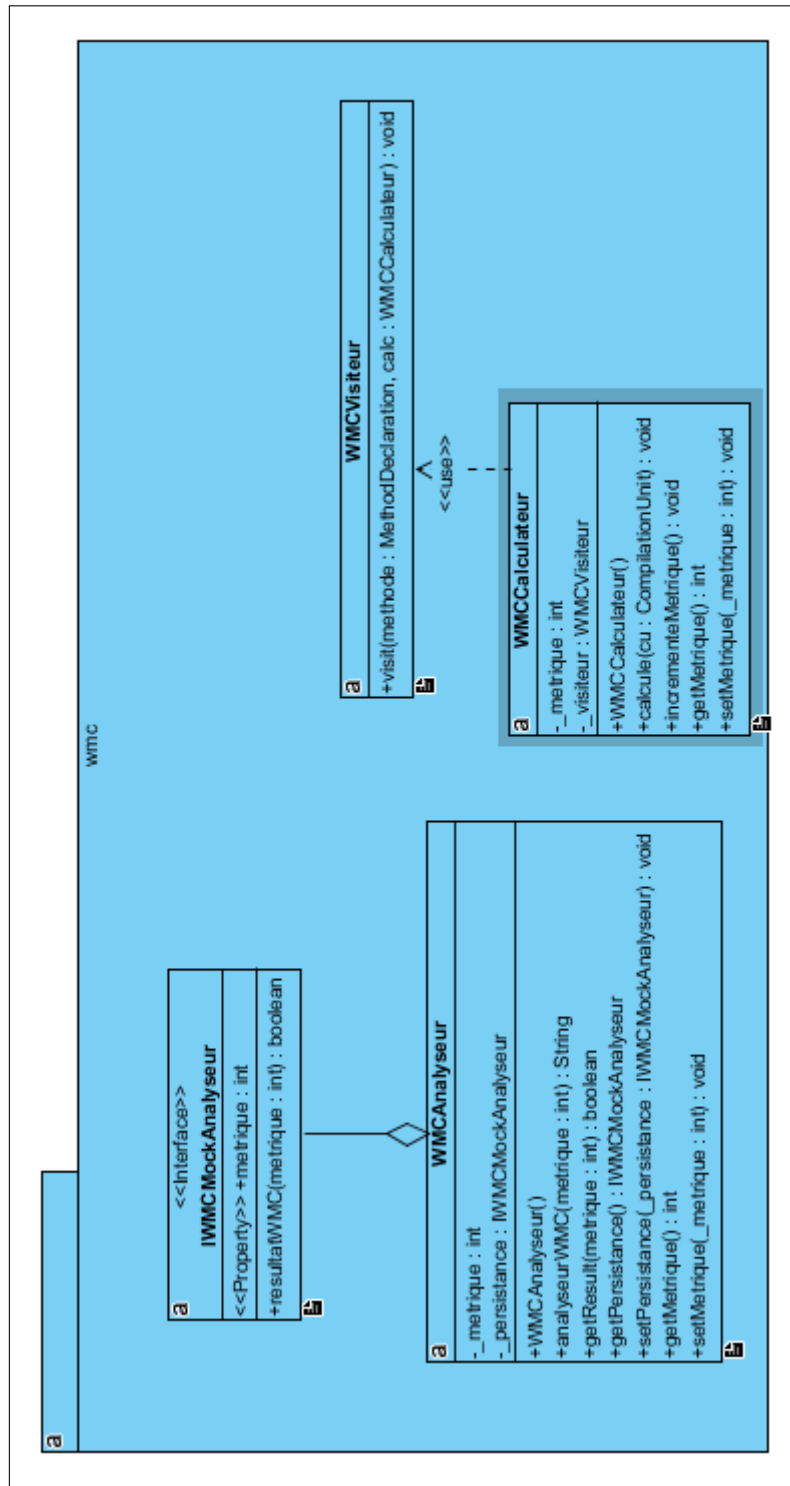 a
wmc
a
<<Interface>>
IWMCMockAnalyseur
<<Property>> +metrique : int
+resultatWMC(metrique : int) : boolean
a
WMCVisiteur
+visit(methode : MethodDeclaration, calc : WMCCalculateur) : void
<<use>>
a
WMCAnalyseur
-_metrique : int
-_persistance : IWMCMockAnalyseur
+WMCAnalyseur()
+analyseurWMC(metrique : int) : String
+getResult(metrique : int) : boolean
+getPersistance() : IWMCMockAnalyseur
+setPersistance(_persistance : IWMCMockAnalyseur) : void
+getMetrique() : int
+setMetrique(_metrique : int) : void
a
WMCCalculateur
-_metrique : int
-_visiteur : WMCVisiteur
+WMCCalculateur()
+calcule(cu : CompilationUnit) : void
+incrementeMetrique() : void
+getMetrique() : int
+setMetrique(_metrique : int) : void